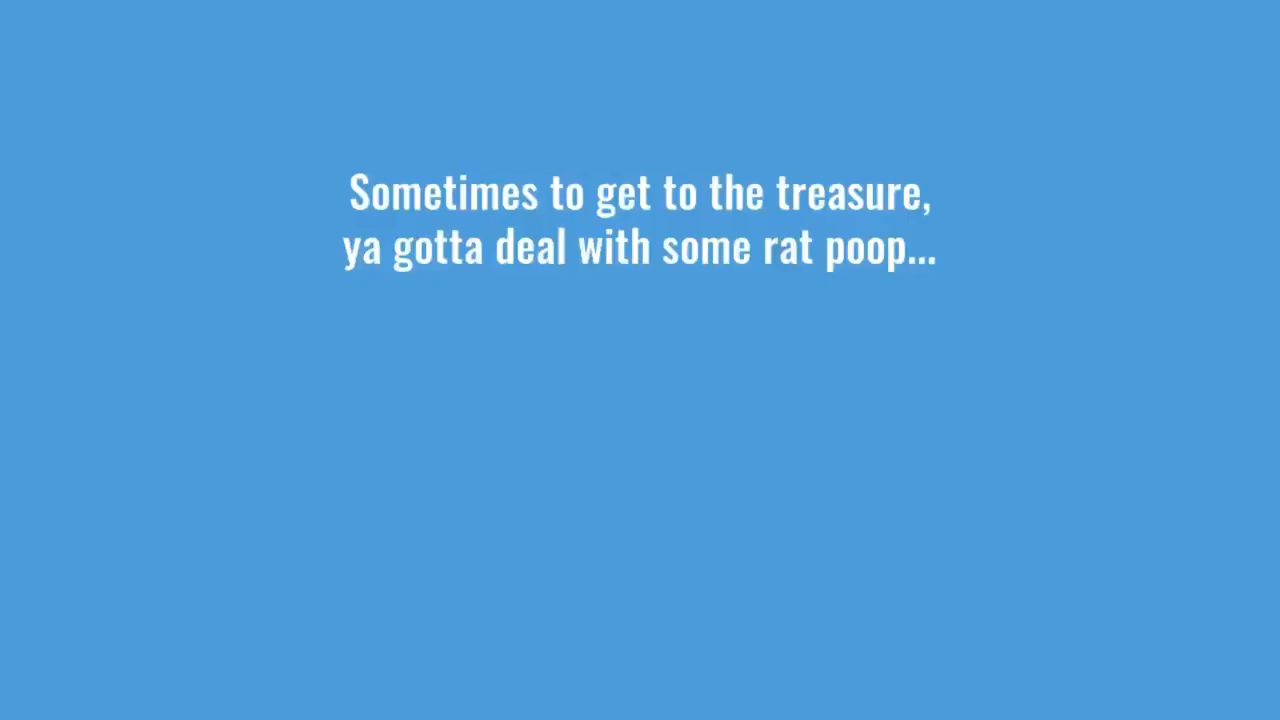 Sometimes to get to the treasure,
ya gotta deal with some rat poop...